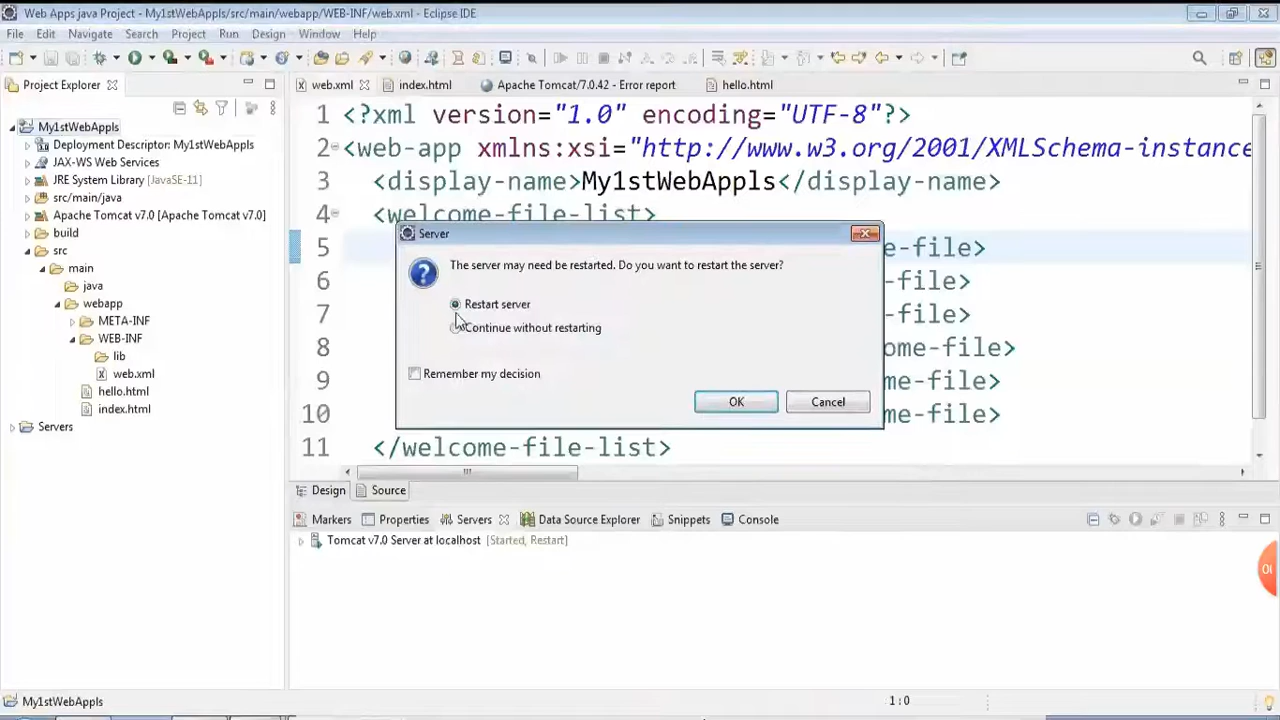 Web Apps java Project - My1stWebAppls/src/main/webapp/WEB-INF/web.xml - Eclipse IDE
File Edit Navigate Search Project Run Design Window Help
Project Explorer
web.xml index.html Apache Tomcat/7.0.42 - Error report hello.html
My1stWebAppls
Deployment Descriptor: My1stWebAppls
JAX-WS Web Services
JRE System Library [JavaSE-11]
src/main/java
Apache Tomcat v7.0 [Apache Tomcat v7.0]
build
src
main
java
webapp
META-INF
WEB-INF
lib
web.xml
hello.html
index.html
Servers
1 <?xml version="1.0" encoding="UTF-8"?>
2 <web-app xmlns:xsi="http://www.w3.org/2001/XMLSchema-instance
3 <display-name>My1stWebAppls</display-name>
4 <welcome-file-list>
5 e-file>
6 -file>
7 -file>
8 ome-file>
9 me-file>
10 me-file>
11 </welcome-file-list>
Server
The server may need be restarted. Do you want to restart the server?
Restart server
Continue without restarting
Remember my decision
OK Cancel
Design Source
Markers Properties Servers Data Source Explorer Snippets Console
Tomcat v7.0 Server at localhost [Started, Restart]
My1stWebAppls 1:0